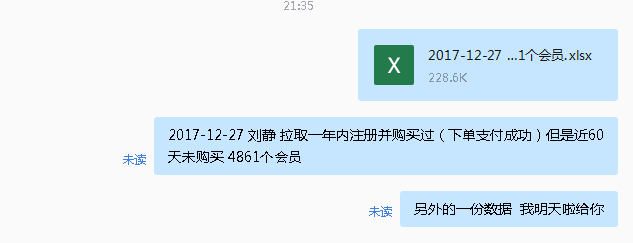 21:35
2017-12-27 ...1个会员.xlsx
228.6K
2017-12-27 刘静 拉取一年内注册并购买过（下单支付成功）但是近60
天未购买 4861个会员
未读
另外的一份数据 我明天啦给你
未读